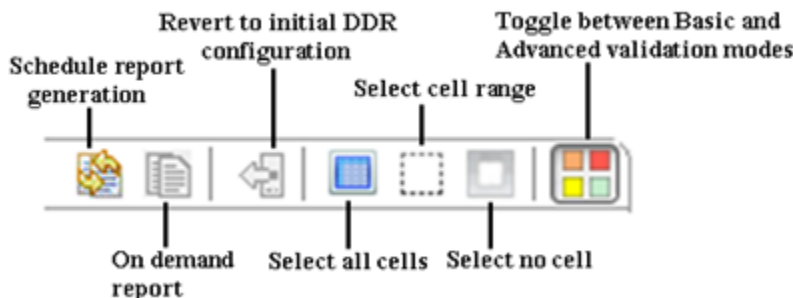 Revert to initial DDR
configuration
Toggle between Basic and
Advanced validation modes
Schedule report
generation
Select cell range
On demand
report
Select all cells
Select no cell